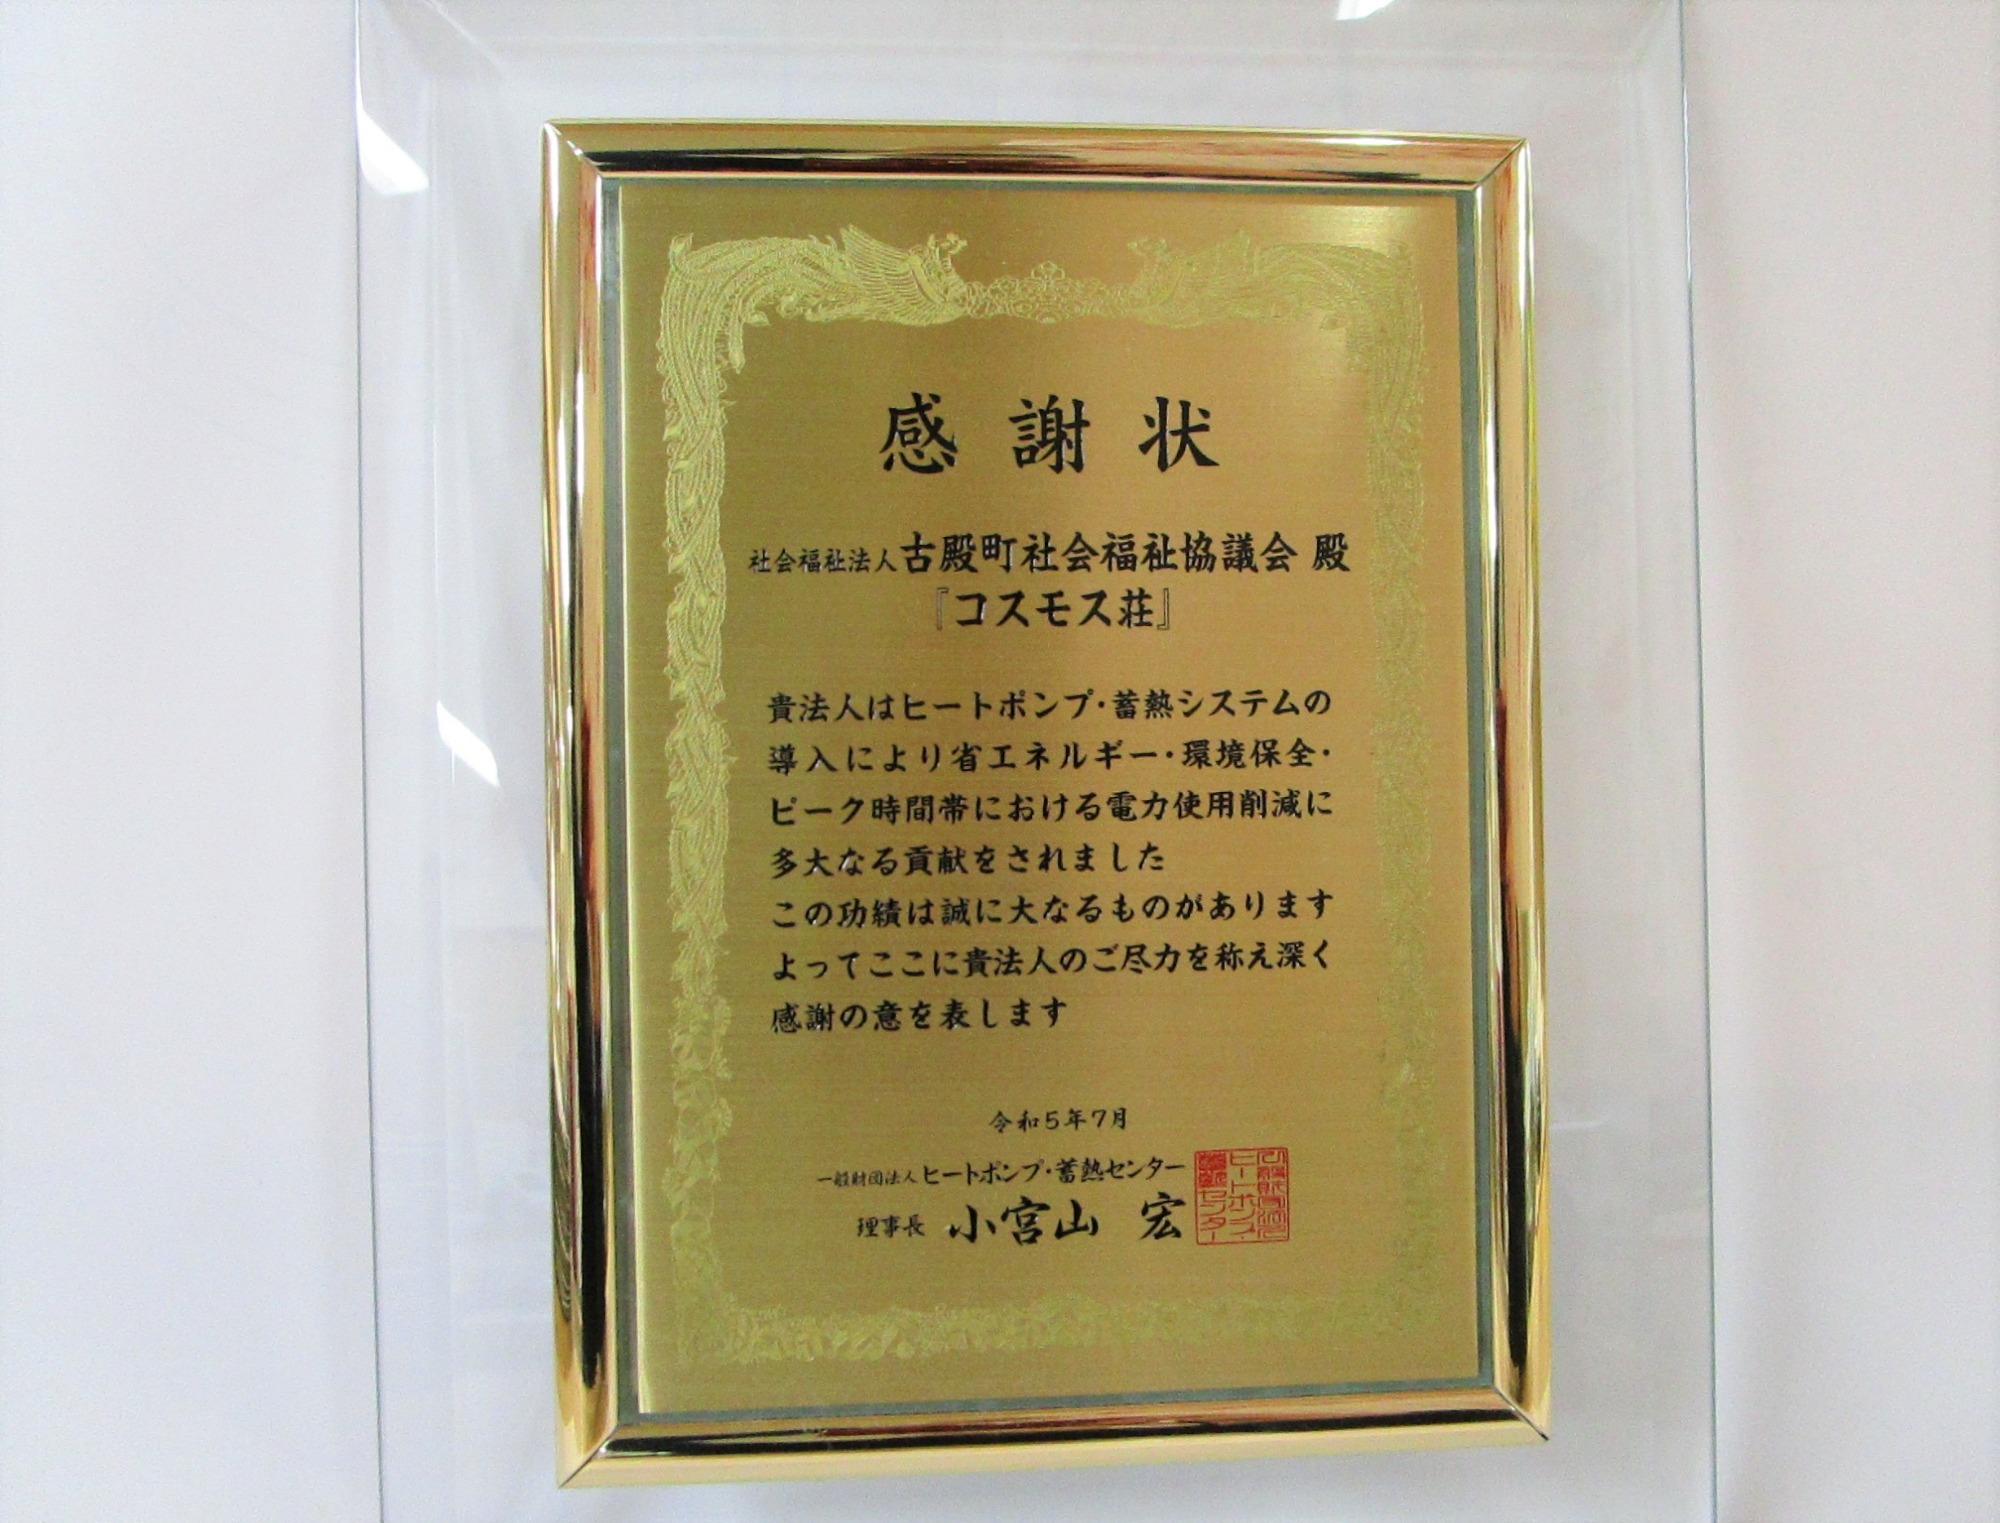 感謝状
社会福祉法人古殿町社会福祉協議会 殿
『コスモス荘』
貴法人はヒートポンプ・蓄熱システムの
導入により省エネルギー・環境保全・
ピーク時間帯における電力使用削減に
多大なる貢献をされました
この功績は誠に大なるものがあります
よってここに貴法人のご尽力を称え深く
感謝の意を表します
令和5年7月
一般財団法人ヒートポンプ・蓄熱センター
理事長 小宮山 宏